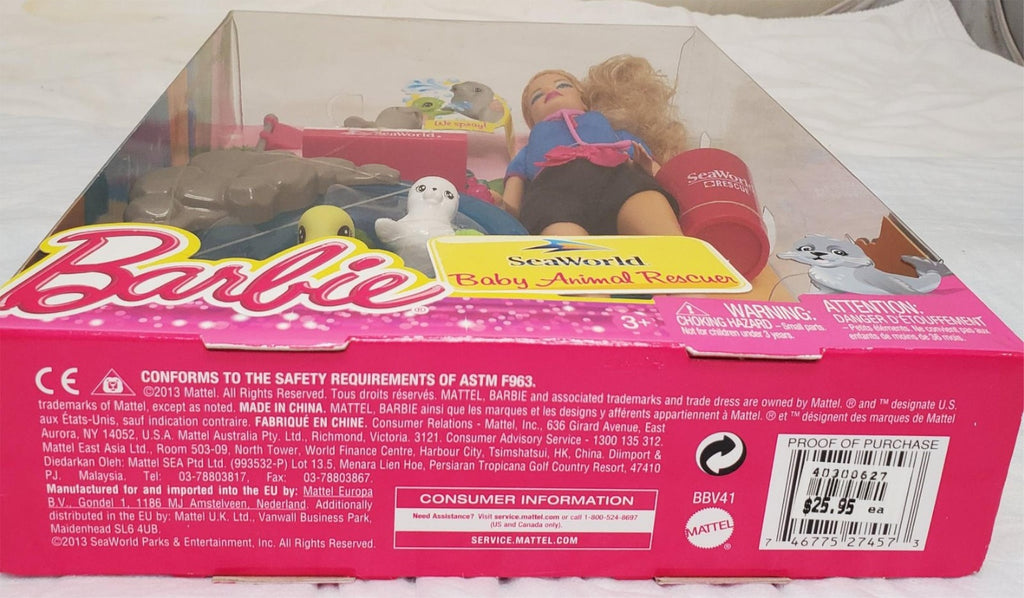 We spray!
SeaWorld
SeaWorld
RESCUE
Barbie®
SeaWorld
Baby Animal Rescuer
3+
WARNING:
CHOKING HAZARD - Small parts.
Not for children under 3 years.
ATTENTION:
DANGER D'ÉTOUFFEMENT
- Petits éléments. Ne convient pas aux
enfants de moins de 36 mois.
CE
CONFORMS TO THE SAFETY REQUIREMENTS OF ASTM F963.
©2013 Mattel. All Rights Reserved. Tous droits réservés. MATTEL, BARBIE and associated trademarks and trade dress are owned by Mattel. ® and ™ designate U.S.
trademarks of Mattel, except as noted. MADE IN CHINA. MATTEL, BARBIE ainsi que les marques et les designs y afférents appartiennent à Mattel. ® et ™ désignent des marques de Mattel
aux États-Unis, sauf indication contraire. FABRIQUÉ EN CHINE. Consumer Relations - Mattel, Inc., 636 Girard Avenue, East
Aurora, NY 14052, U.S.A. Mattel Australia Pty. Ltd., Richmond, Victoria. 3121. Consumer Advisory Service - 1300 135 312.
Mattel East Asia Ltd., Room 503-09, North Tower, World Finance Centre, Harbour City, Tsimshatsui, HK, China. Diimport &
Diedarkan Oleh: Mattel SEA Ptd Ltd. (993532-P) Lot 13.5, Menara Lien Hoe, Persiaran Tropicana Golf Country Resort, 47410
P.J. Malaysia. Tel: 03-78803817, Fax: 03-78803867.
Manufactured for and imported into the EU by: Mattel Europa
B.V., Gondel 1, 1186 MJ Amstelveen, Nederland. Additionally
distributed in the EU by: Mattel U.K. Ltd., Vanwall Business Park,
Maidenhead SL6 4UB.
©2013 SeaWorld Parks & Entertainment, Inc. All Rights Reserved.
CONSUMER INFORMATION
Need Assistance? Visit service.mattel.com or call 1-800-524-8697
(US and Canada only).
SERVICE.MATTEL.COM
BBV41
MATTEL®
PROOF OF PURCHASE
40300627
$25.95 ea
7 46775 27457 3